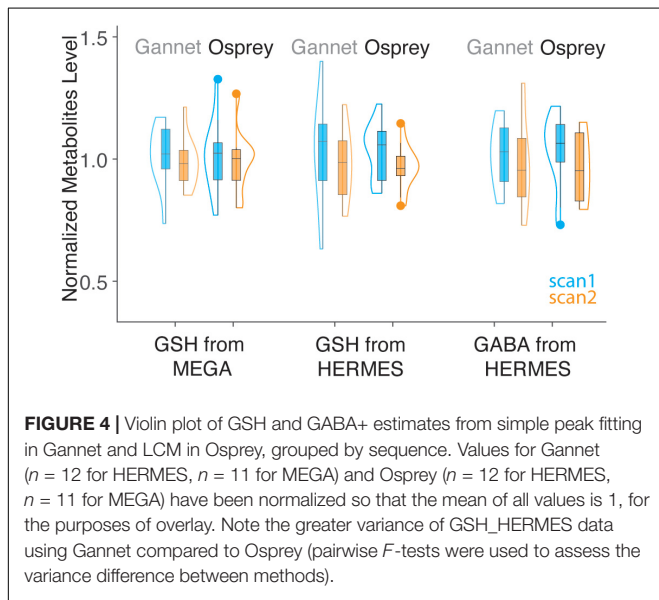 1.5
Gannet Osprey Gannet Osprey Gannet Osprey
1.0
0.5
Normalized Metabolites Level
scan1
scan2
GSH from GSH from GABA from
MEGA HERMES HERMES
FIGURE 4 | Violin plot of GSH and GABA+ estimates from simple peak fitting
in Gannet and LCM in Osprey, grouped by sequence. Values for Gannet
(n = 12 for HERMES, n = 11 for MEGA) and Osprey (n = 12 for HERMES,
n = 11 for MEGA) have been normalized so that the mean of all values is 1, for
the purposes of overlay. Note the greater variance of GSH_HERMES data
using Gannet compared to Osprey (pairwise F-tests were used to assess the
variance difference between methods).